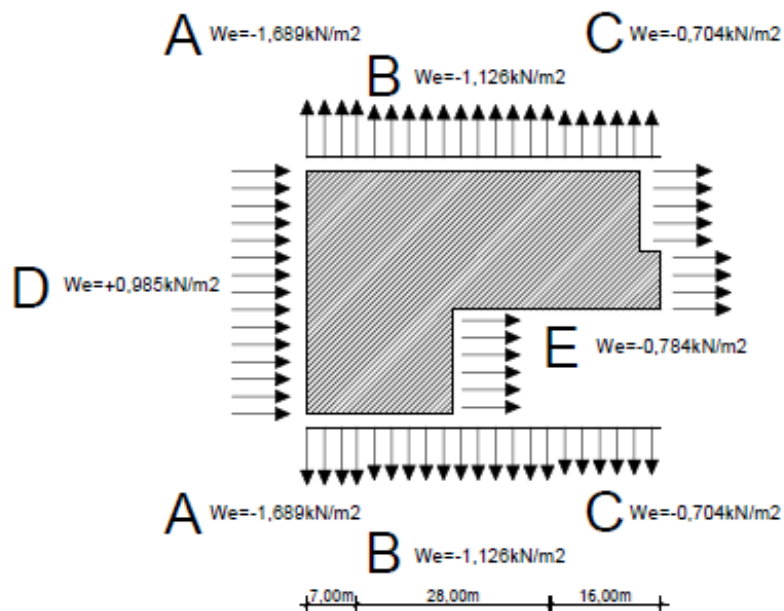 A We=-1,689kN/m2
C We=-0,704kN/m2
B We=-1,126kN/m2
D We=+0,985kN/m2
E We=-0,784kN/m2
A We=-1,689kN/m2
C We=-0,704kN/m2
B We=-1,126kN/m2
7,00m 28,00m 16,00m